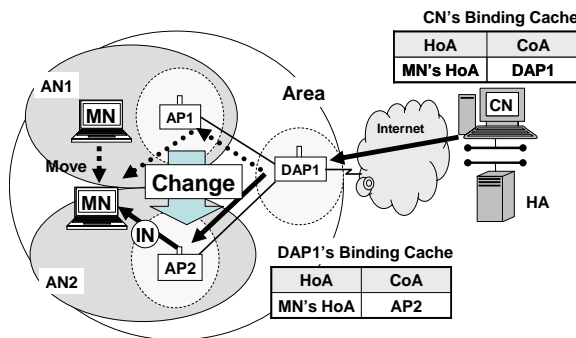 CN's Binding Cache
HoA CoA
MN's HoA DAP1
AN1
MN
AP1
Area
CN
Internet
Move
DAP1
Change
MN
HA
IN
AP2
AN2
DAP1's Binding Cache
HoA CoA
MN's HoA AP2